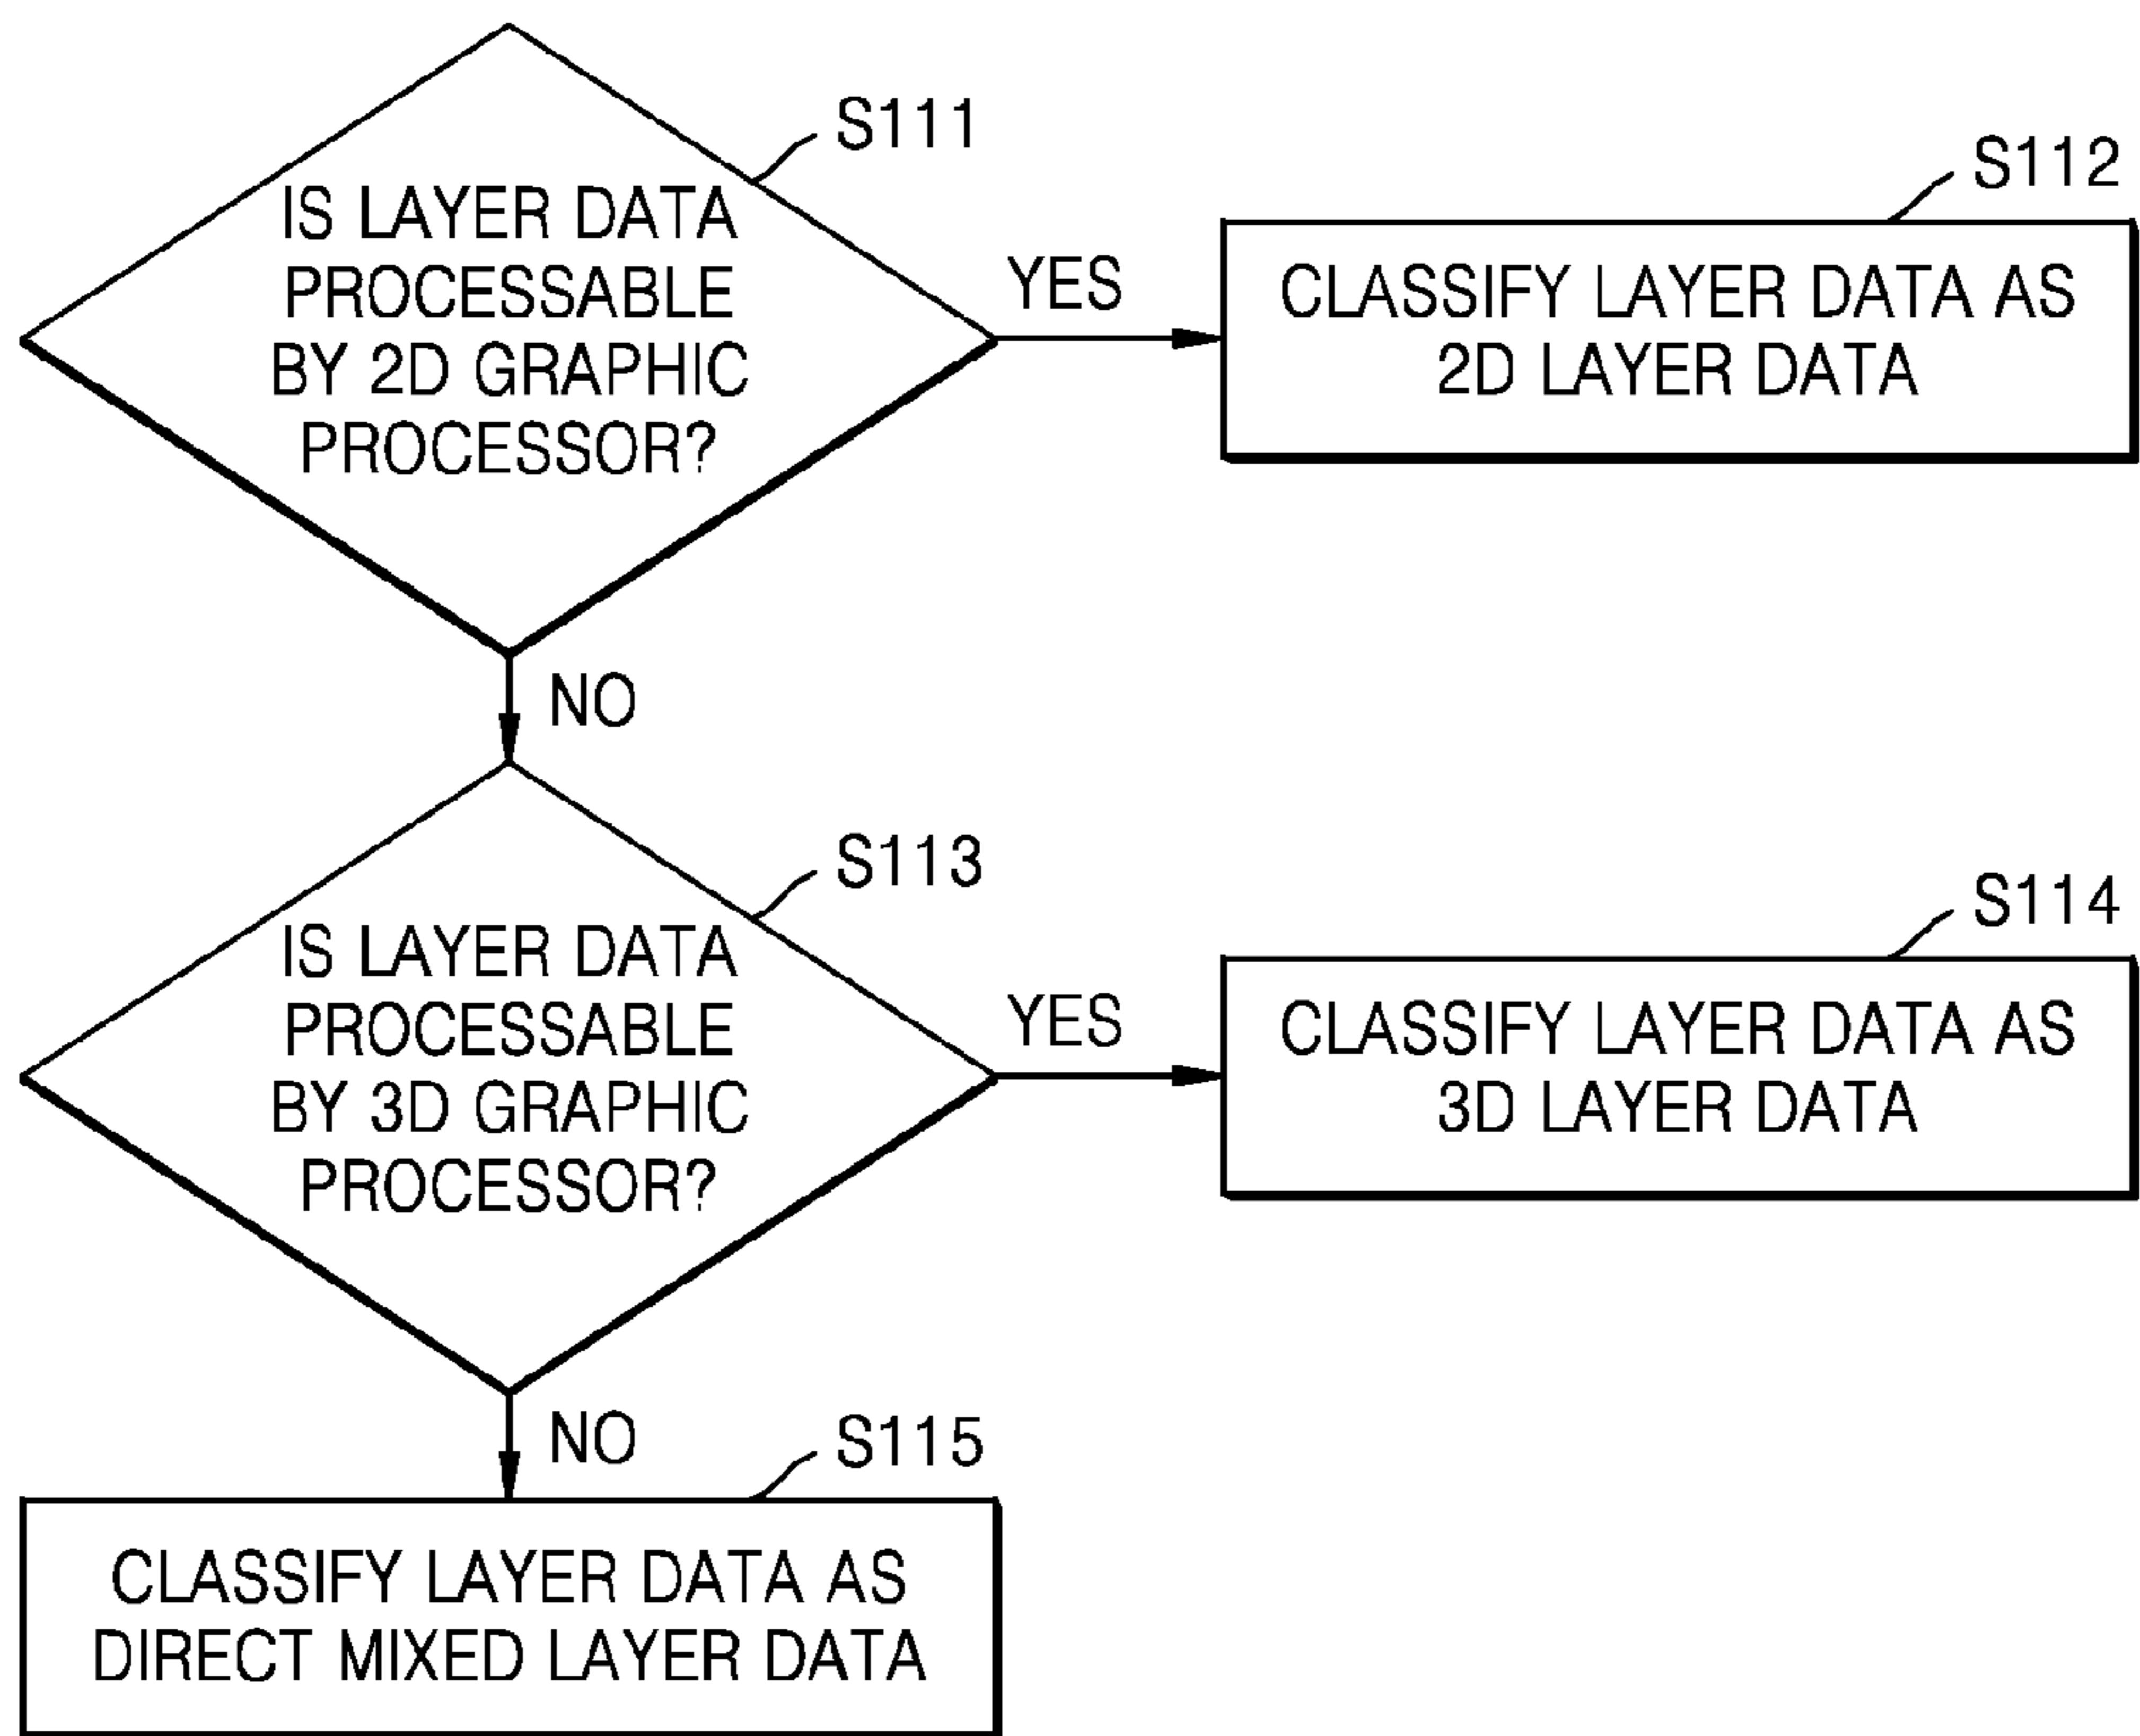 S111
IS LAYER DATA
PROCESSABLE
BY 2D GRAPHIC
PROCESSOR?
YES
S112
CLASSIFY LAYER DATA AS
2D LAYER DATA
NO
S113
IS LAYER DATA
PROCESSABLE
BY 3D GRAPHIC
PROCESSOR?
YES
S114
CLASSIFY LAYER DATA AS
3D LAYER DATA
NO
S115
CLASSIFY LAYER DATA AS
DIRECT MIXED LAYER DATA